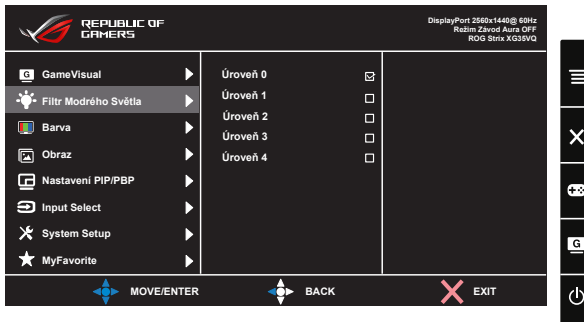 REPUBLIC OF
GAMERS
DisplayPort 2560x1440@ 60Hz
Režim Závod Aura OFF
ROG Strix XG35VQ
G GameVisual
Filtr Modrého Světla
Barva
Obraz
Nastavení PIP/PBP
Input Select
System Setup
MyFavorite
Úroveň 0
Úroveň 1
Úroveň 2
Úroveň 3
Úroveň 4
MOVE/ENTER
BACK
EXIT
G